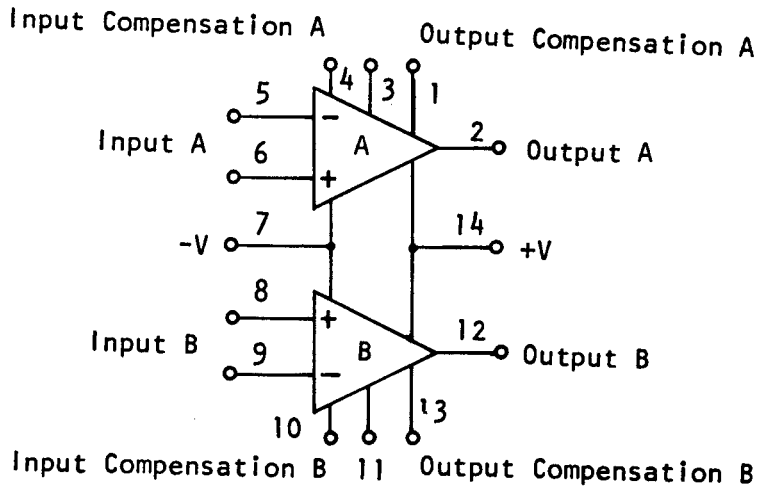 Input Compensation A
Output Compensation A
4
3
1
5
−
2
Input A
A
Output A
6
+
7
14
-V
+V
8
+
12
Input B
B
Output B
9
−
13
10
Input Compensation B
11
Output Compensation B